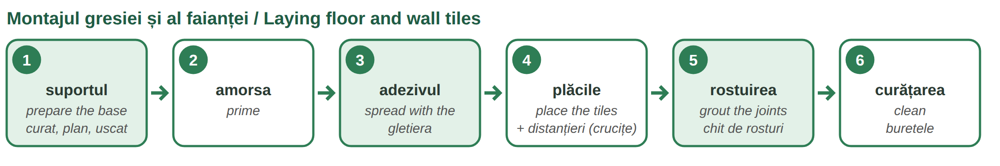 Montajul gresiei și al faianței / Laying floor and wall tiles
1
suportul
prepare the base
curat, plan, uscat
2
amorsa
prime
3
adezivul
spread with the
gletiera
4
plăcile
place the tiles
+ distanțieri (crucițe)
5
rostuirea
grout the joints
chit de rosturi
6
curățarea
clean
buretele